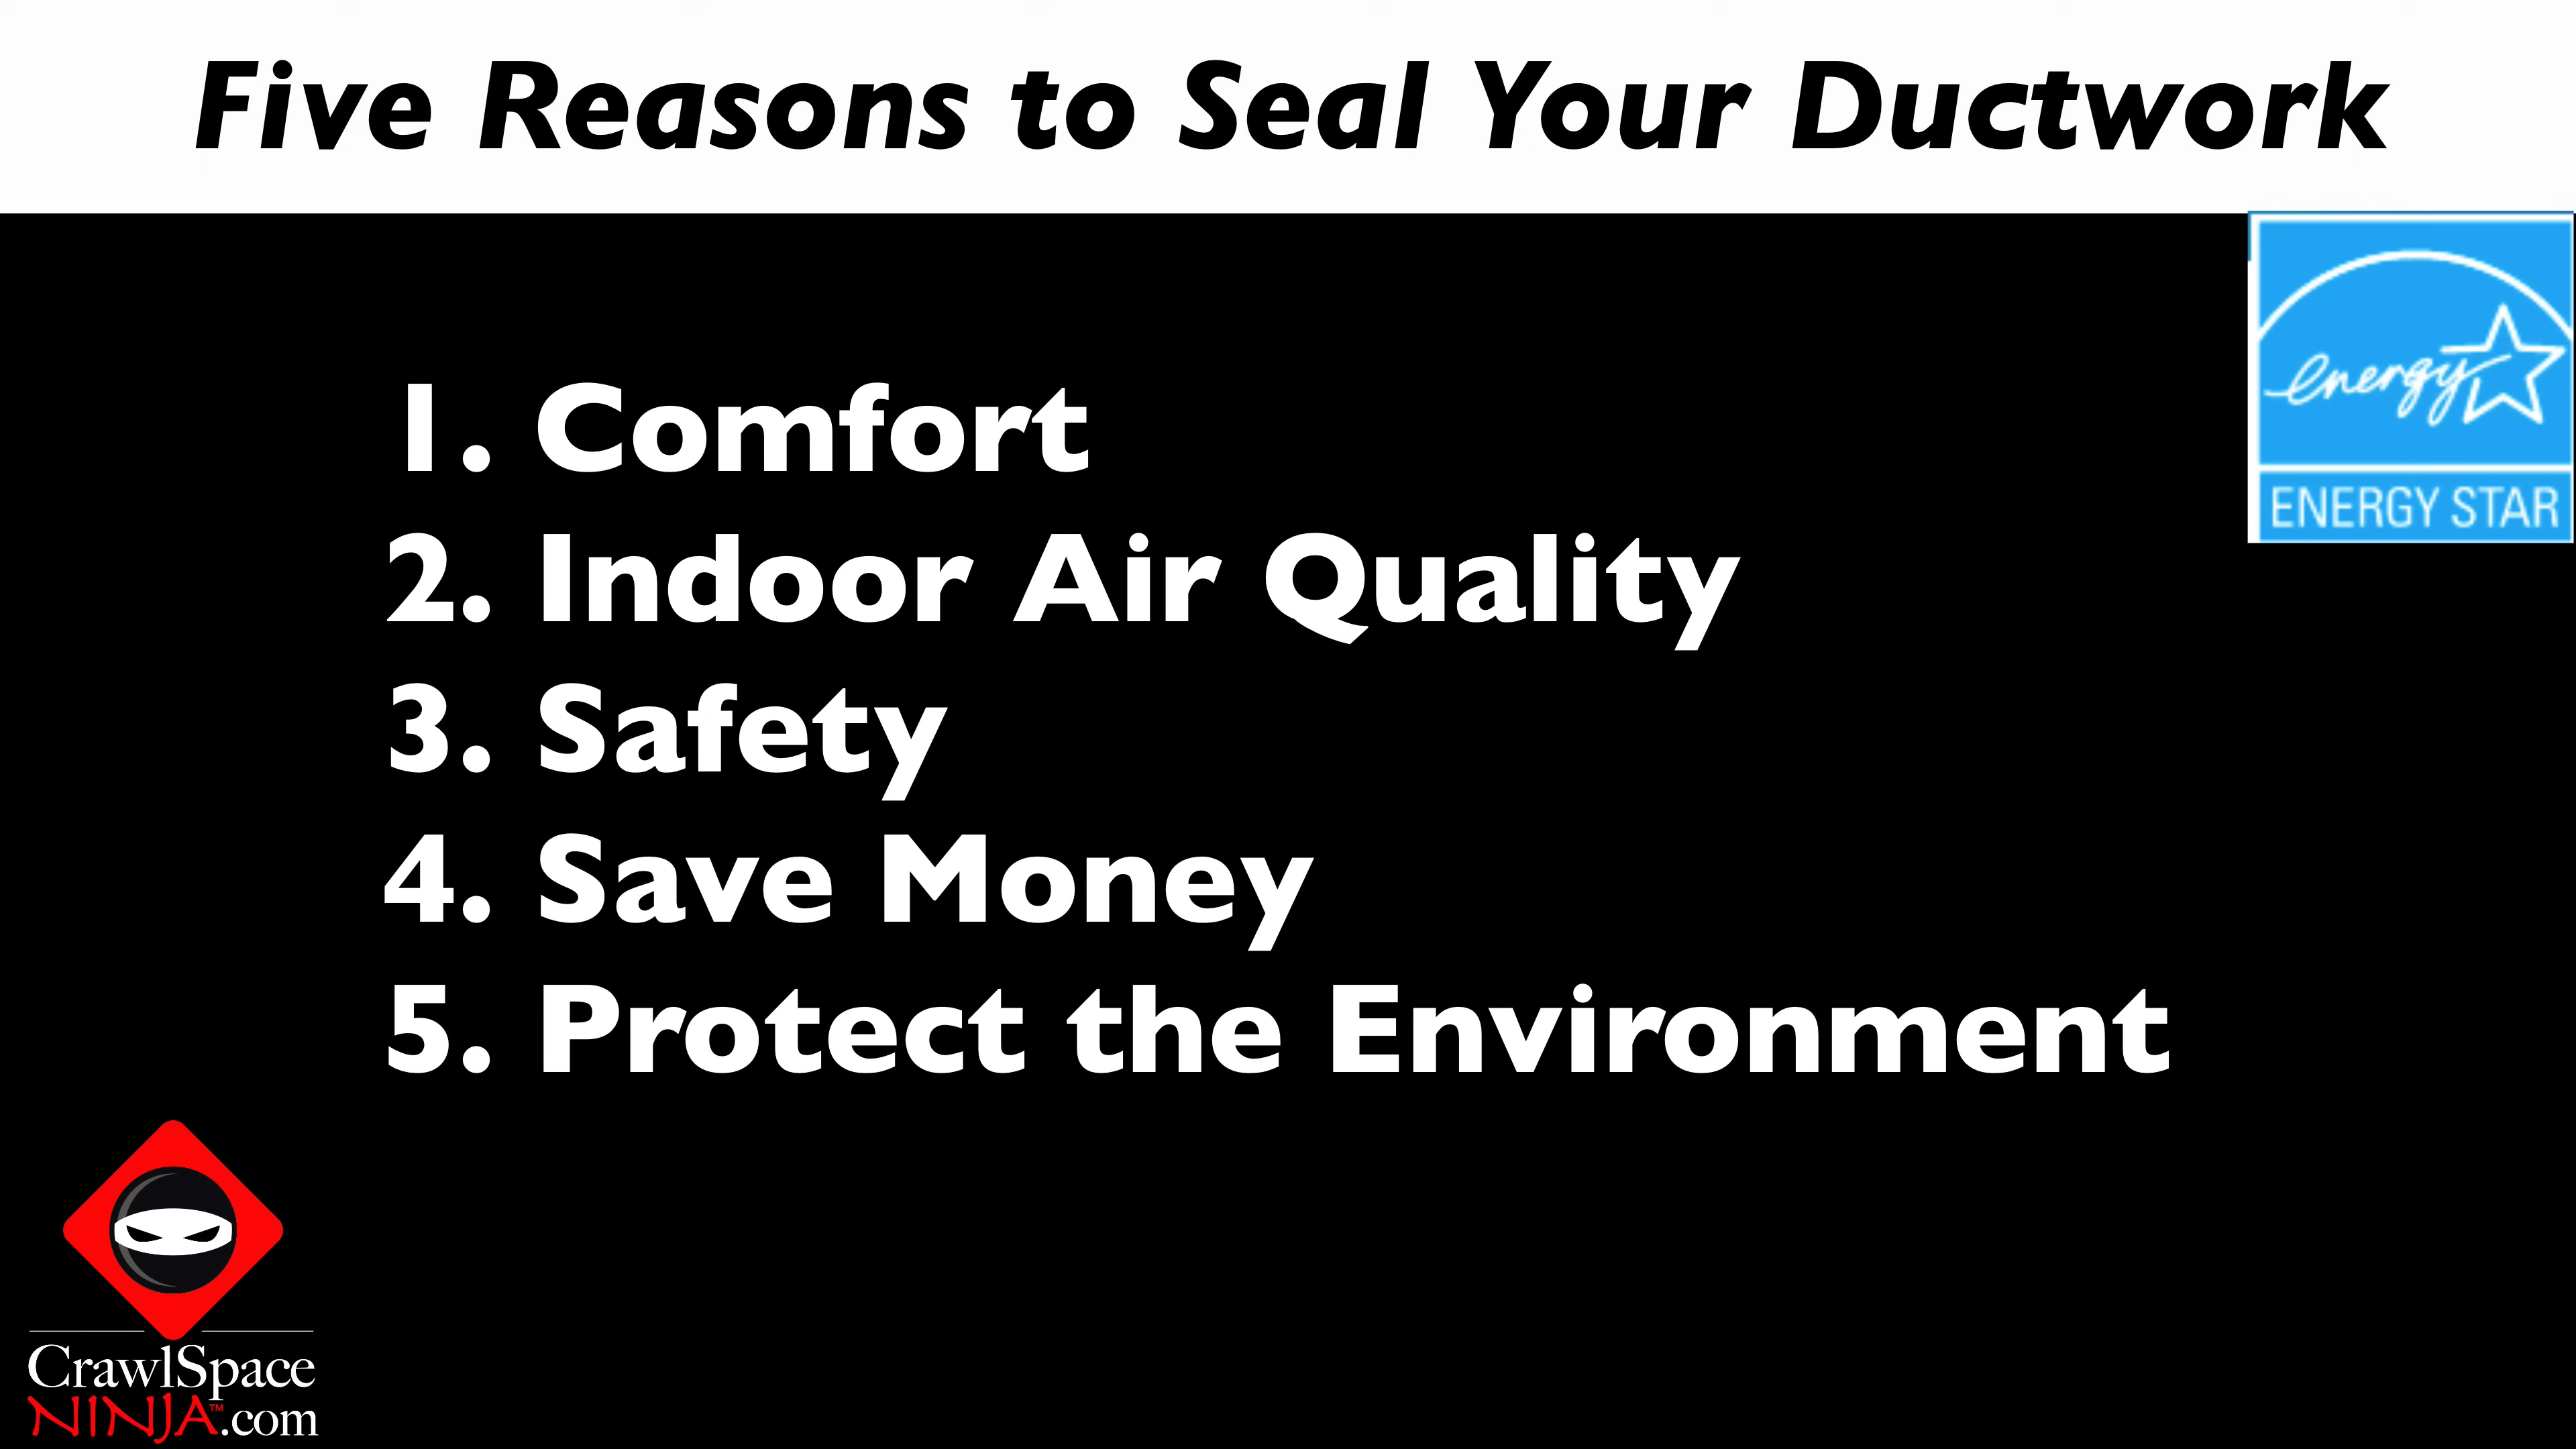 Five Reasons to Seal Your Ductwork
energy
ENERGY STAR
1. Comfort
2. Indoor Air Quality
3. Safety
4. Save Money
5. Protect the Environment
CrawlSpace
NINJA™.com